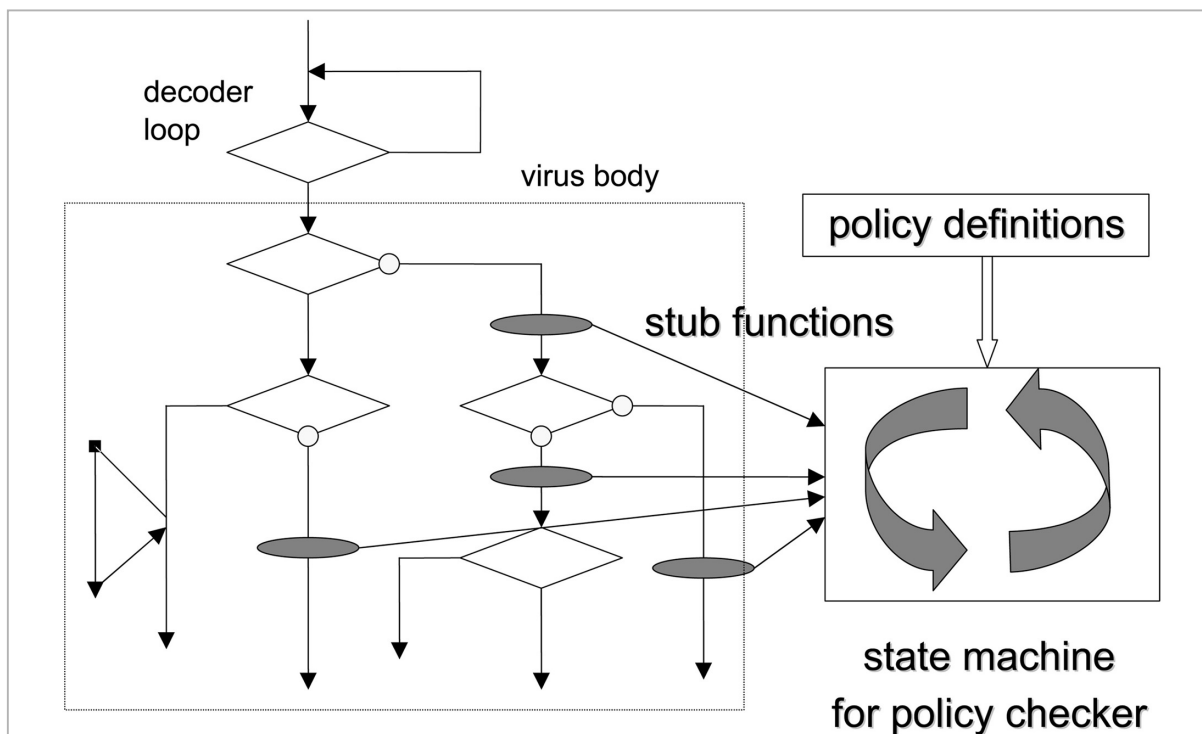 decoder
loop
virus body
policy definitions
stub functions
state machine
for policy checker